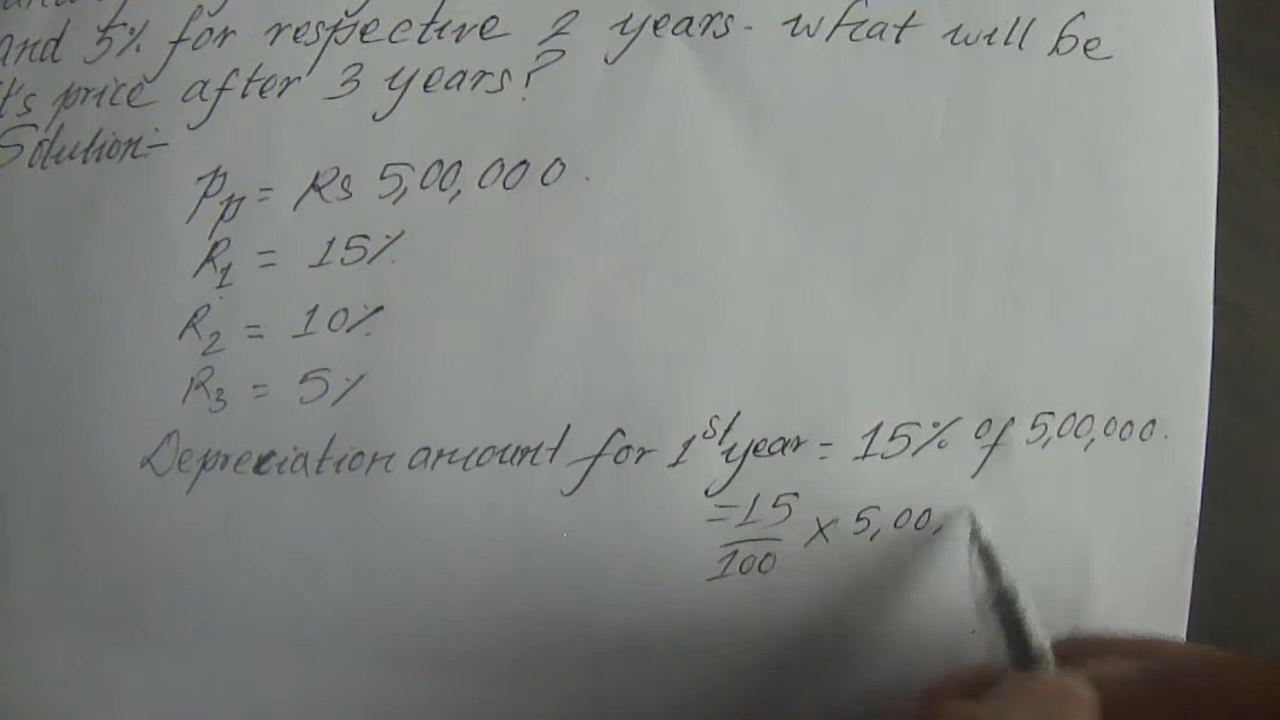 and 5% for respective 2 years. what will be
t's price after 3 years?
Solution:-
Pp = Rs 5,00,000.
R1 = 15%
R2 = 10%
R3 = 5%
Depreciation amount for 1st year = 15% of 5,00,000.
= 15/100 × 5,00,